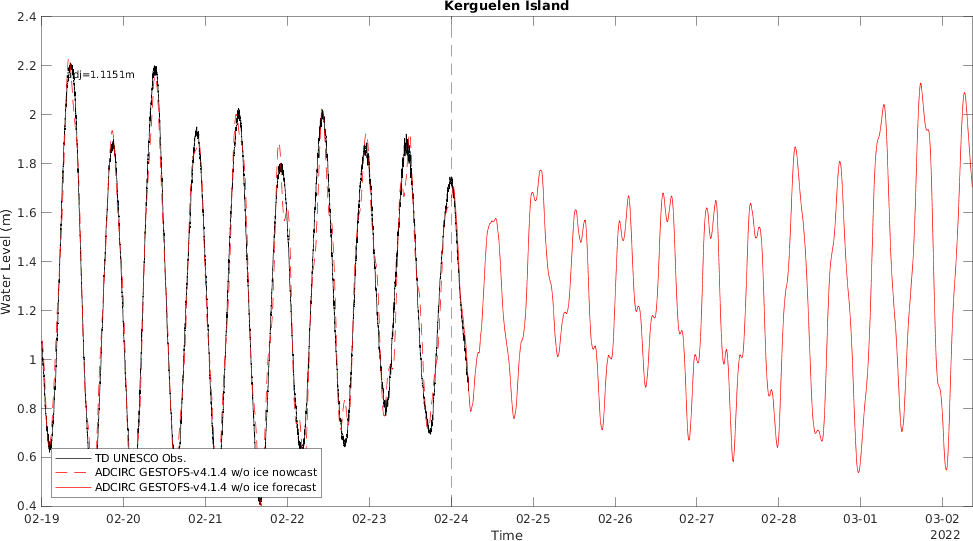 Kerguelen Island
2.4
2.2
2
1.8
1.6
1.4
1.2
1
0.8
0.6
0.4
Water Level (m)
dj=1.1151m
TD UNESCO Obs.
ADCIRC GESTOFS-v4.1.4 w/o ice nowcast
ADCIRC GESTOFS-v4.1.4 w/o ice forecast
02-19 02-20 02-21 02-22 02-23 02-24 02-25 02-26 02-27 02-28 03-01 03-02
Time
2022